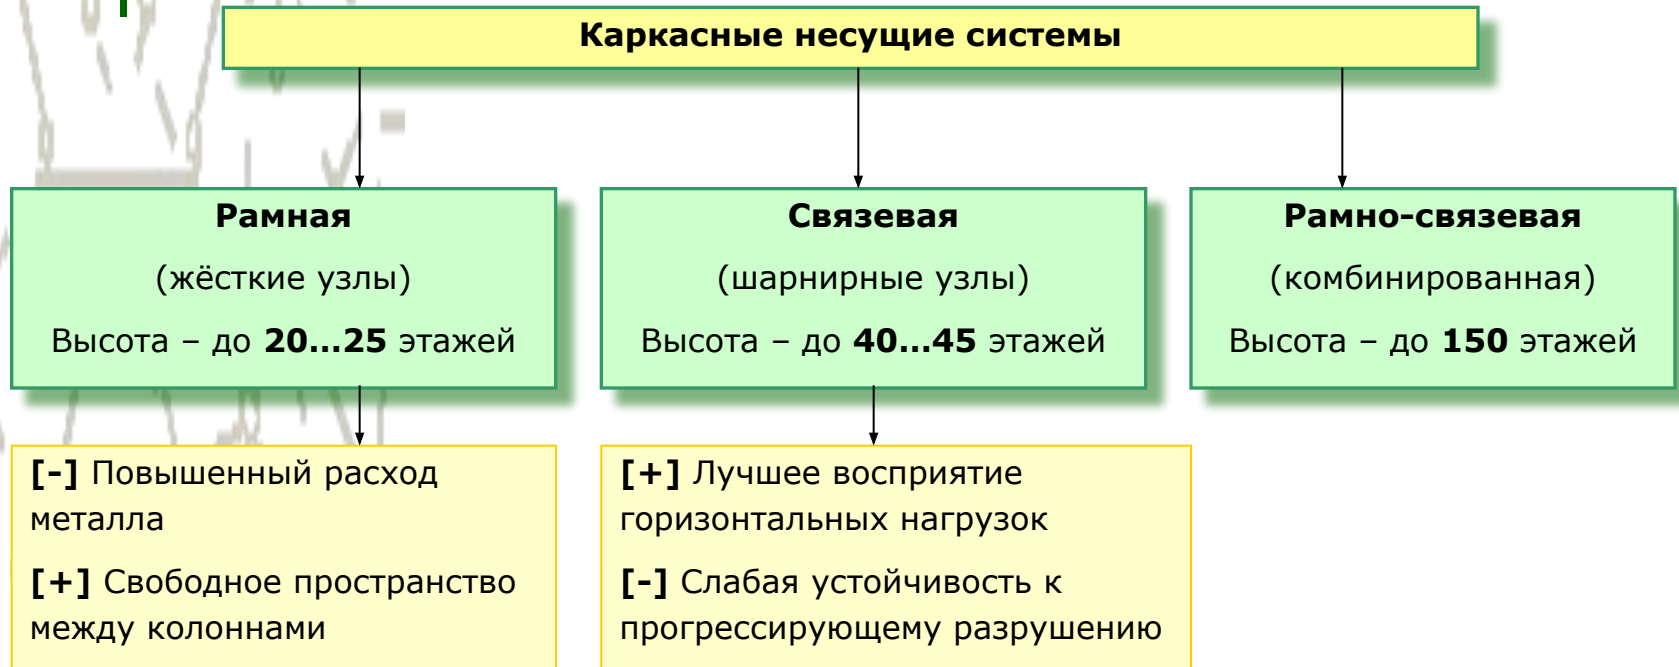 Каркасные несущие системы
Рамная
(жёсткие узлы)
Высота – до 20...25 этажей
Связевая
(шарнирные узлы)
Высота – до 40...45 этажей
Рамно-связевая
(комбинированная)
Высота – до 150 этажей
[-] Повышенный расход
металла
[+] Свободное пространство
между колоннами
[+] Лучшее восприятие
горизонтальных нагрузок
[-] Слабая устойчивость к
прогрессирующему разрушению